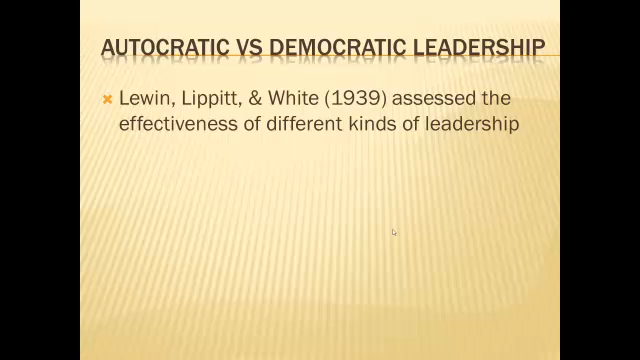 AUTOCRATIC VS DEMOCRATIC LEADERSHIP
Lewin, Lippitt, & White (1939) assessed the
effectiveness of different kinds of leadership